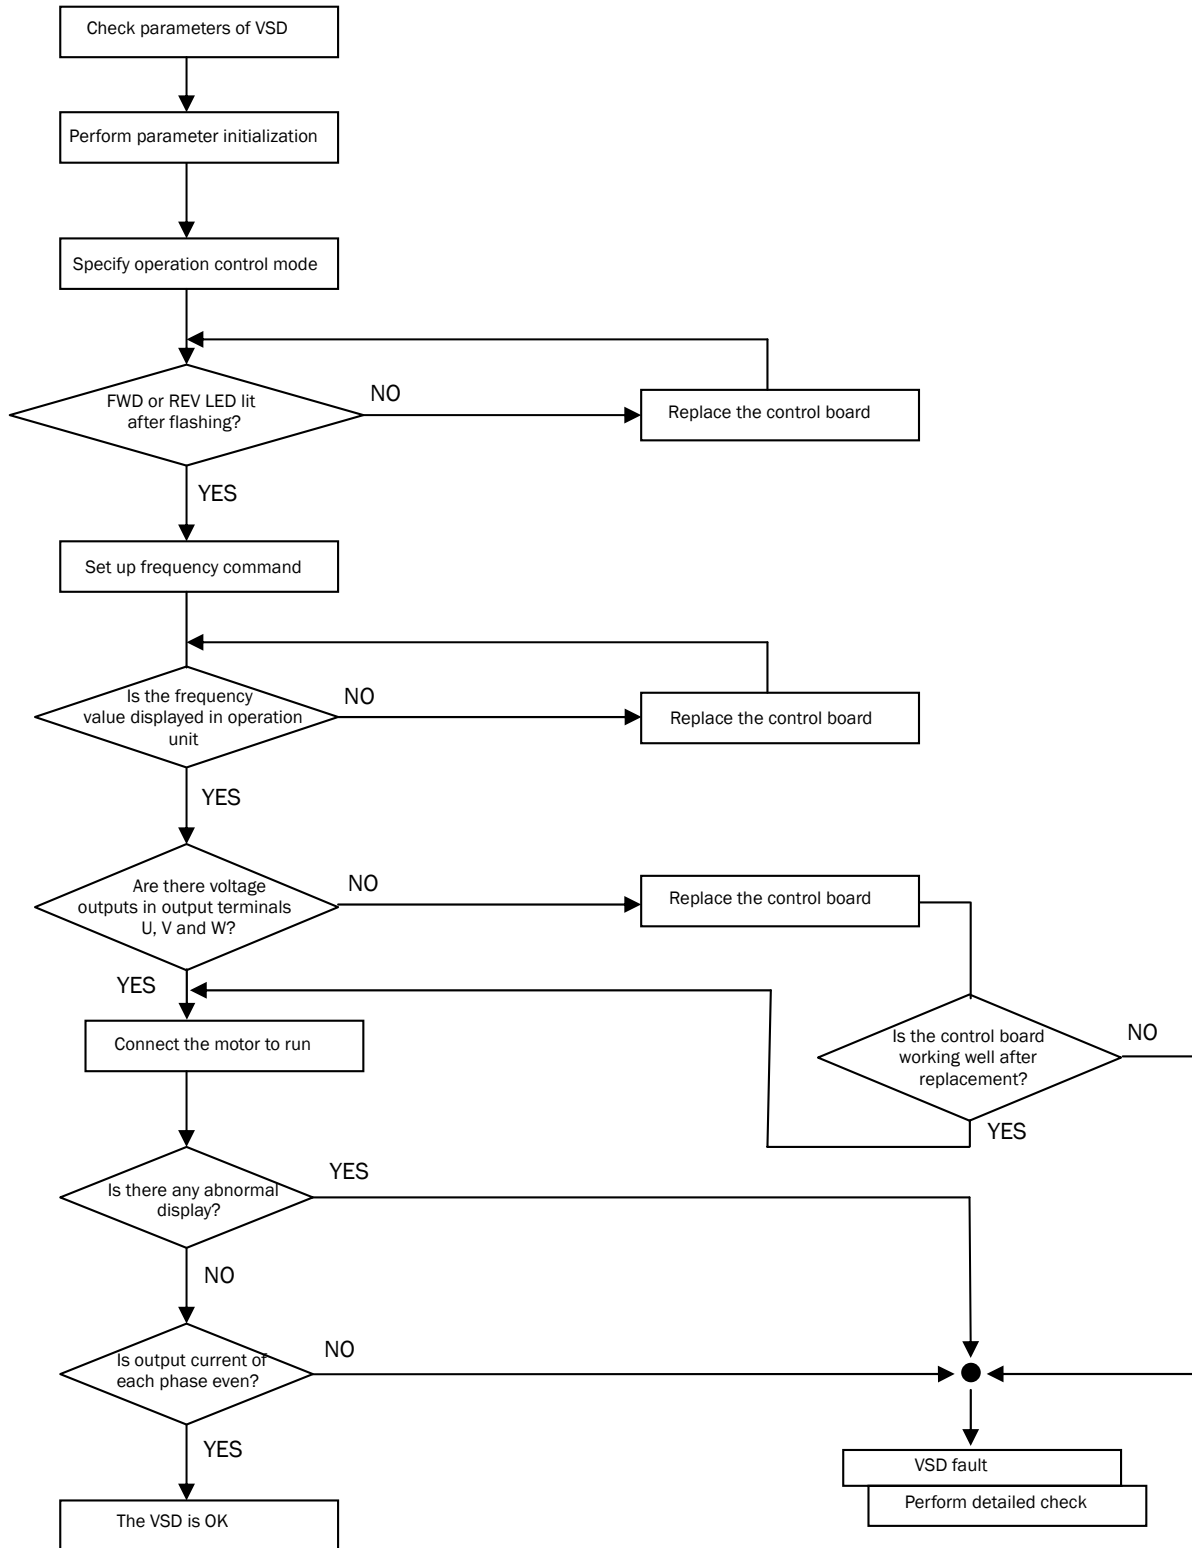 Check parameters of VSD
Perform parameter initialization
Specify operation control mode
FWD or REV LED lit
after flashing?
NO
Replace the control board
YES
Set up frequency command
Is the frequency
value displayed in operation
unit
NO
Replace the control board
YES
Are there voltage
outputs in output terminals
U, V and W?
NO
Replace the control board
YES
Is the control board
working well after
replacement?
NO
YES
Connect the motor to run
Is there any abnormal
display?
YES
NO
Is output current of
each phase even?
NO
YES
VSD fault
Perform detailed check
The VSD is OK